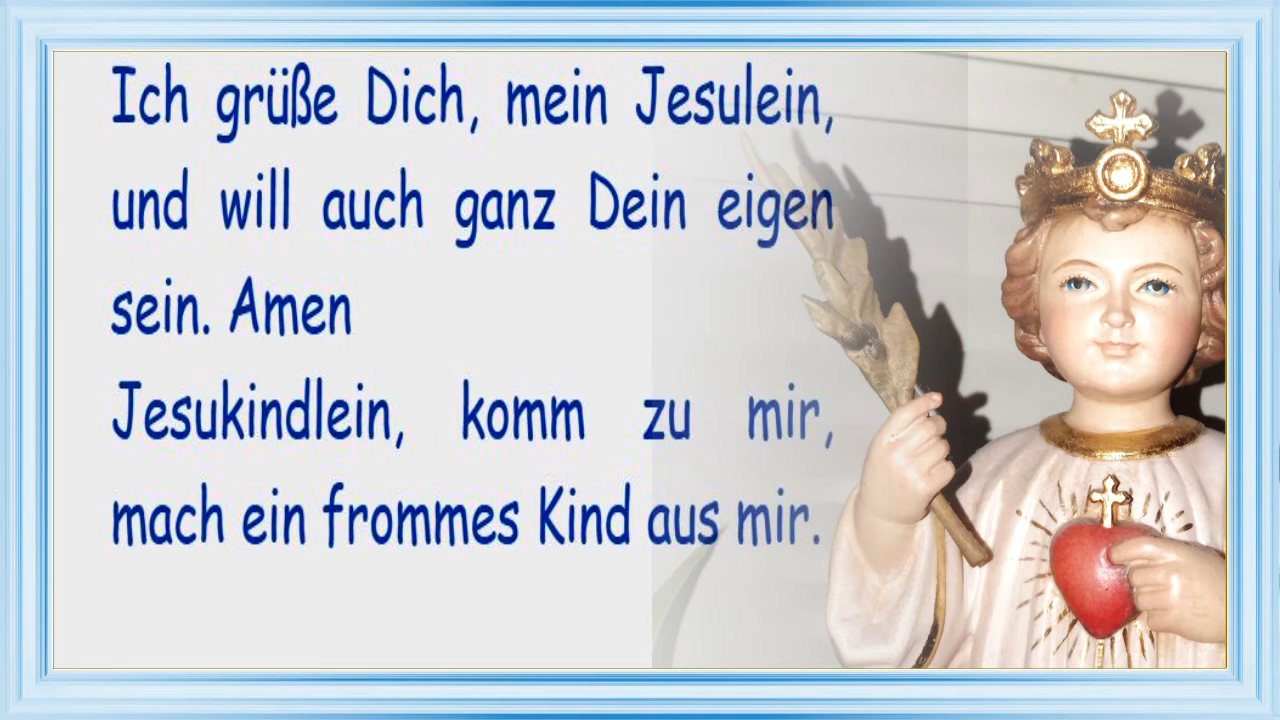 Ich grüße Dich, mein Jesulein,
und will auch ganz Dein eigen
sein. Amen
Jesukindlein, komm zu mir,
mach ein frommes Kind aus mir.